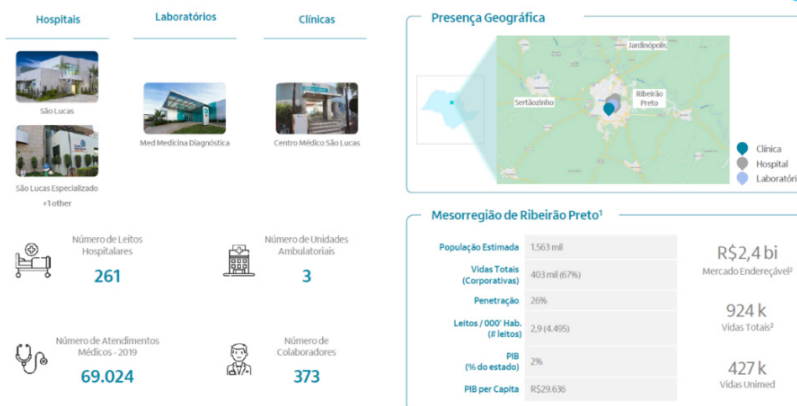 Hospitais
Laboratórios
Clínicas
São Lucas
Med Medicina Diagnóstica
Centro Médico São Lucas
São Lucas Especializado
+1 other
Número de Leitos
Hospitalares
261
Número de Unidades
Ambulatoriais
3
Número de Atendimentos
Médicos - 2019
69.024
Número de
Colaboradores
373
Presença Geográfica
Jardinópolis
Sertãozinho
Ribeirão
Preto
Clínica
Hospital
Laboratóri
Mesorregião de Ribeirão Preto¹
População Estimada 1.563 mil
Vidas Totais
(Corporativas) 403 mil (67%)
Penetração 26%
Leitos / 000' Hab.
(# leitos) 2,9 (4.495)
PIB
(% do estado) 2%
PIB per Capita R$29.636
R$2,4 bi
Mercado Endereçável²
924 k
Vidas Totais²
427 k
Vidas Unimed